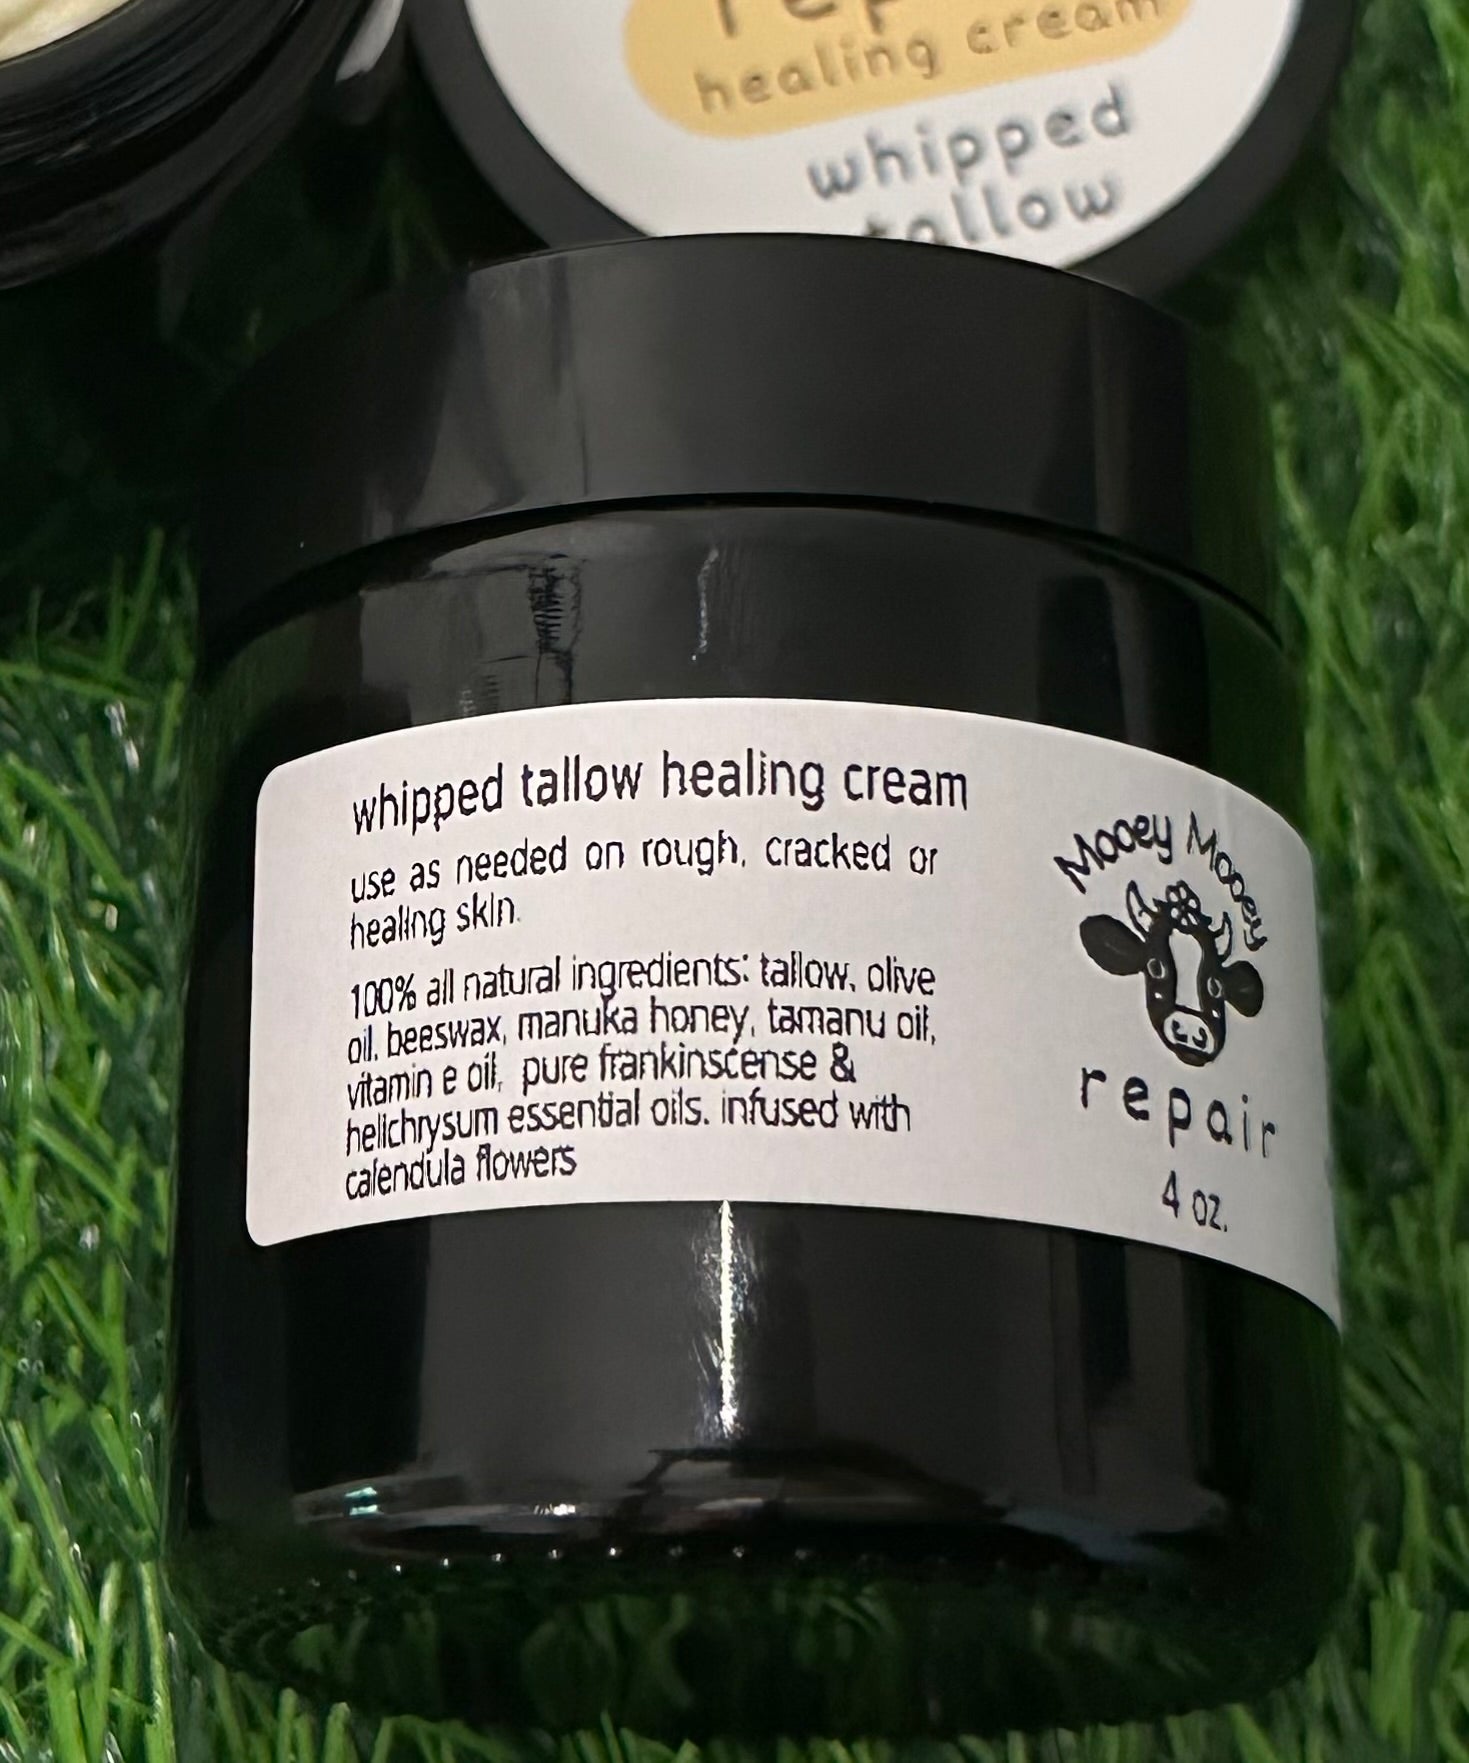 healing cream
whipped
tallow
whipped tallow healing cream
use as needed on rough, cracked or
healing skin.
100% all natural ingredients: tallow, olive
oil, beeswax, manuka honey, tamanu oil,
vitamin e oil, pure frankinscense &
helichrysum essential oils. infused with
calendula flowers
Mooey Mooey
repair
4 oz.